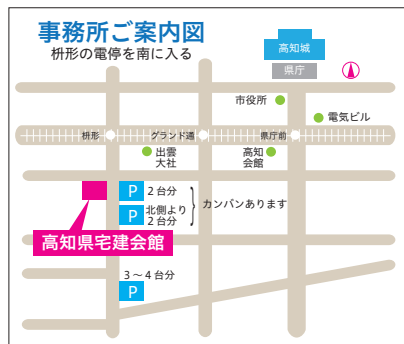 事務所ご案内図
枡形の電停を南に入る
高知城
県庁
市役所
電気ビル
枡形
グランド通
県庁前
出雲
大社
高知
会館
P
2台分
P
北側より
2台分
カンバンあります
高知県宅建会館
3～4台分
P